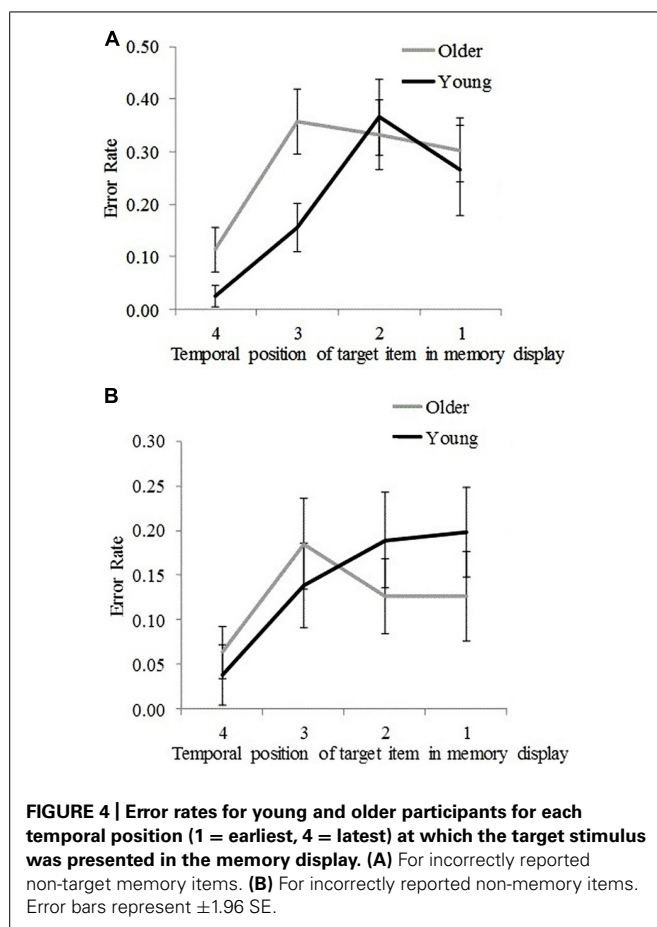 A
0.50
0.40
0.30
0.20
0.10
0.00
Error Rate
Older
Young
4 3 2 1
Temporal position of target item in memory display
B
0.30
0.25
0.20
0.15
0.10
0.05
0.00
Error Rate
Older
Young
4 3 2 1
Temporal position of target item in memory display
FIGURE 4 | Error rates for young and older participants for each
temporal position (1 = earliest, 4 = latest) at which the target stimulus
was presented in the memory display. (A) For incorrectly reported
non-target memory items. (B) For incorrectly reported non-memory items.
Error bars represent ±1.96 SE.